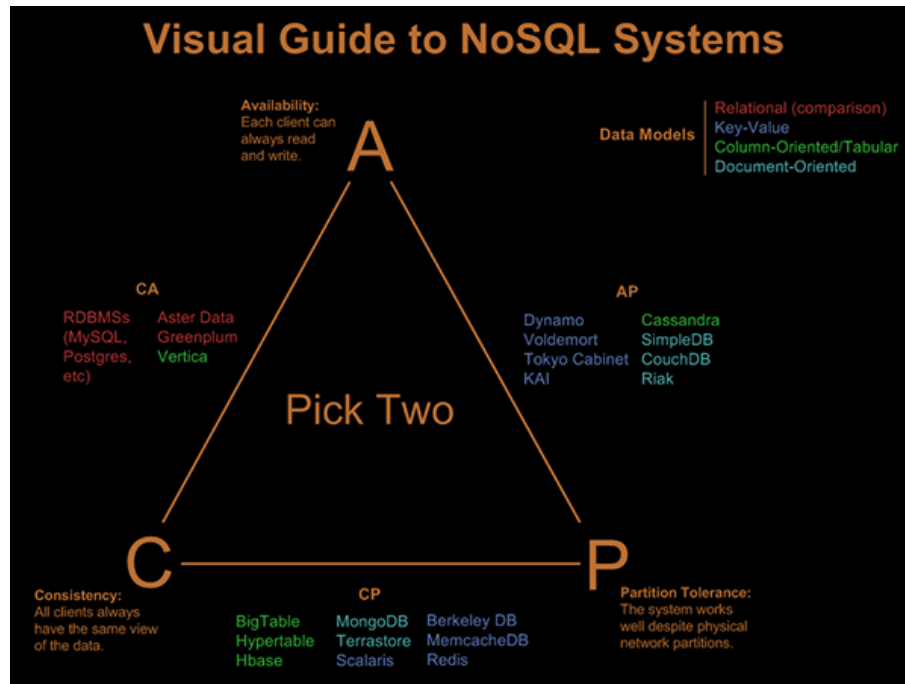 Visual Guide to NoSQL Systems
Availability:
Each client can
always read
and write.
A
Data Models
Relational (comparison)
Key-Value
Column-Oriented/Tabular
Document-Oriented
CA
RDBMSs
(MySQL,
Postgres,
etc)
Aster Data
Greenplum
Vertica
AP
Dynamo
Voldemort
Tokyo Cabinet
KAI
Cassandra
SimpleDB
CouchDB
Riak
Pick Two
C
Consistency:
All clients always
have the same view
of the data.
CP
BigTable
Hypertable
Hbase
MongoDB
Terrastore
Scalaris
Berkeley DB
MemcacheDB
Redis
P
Partition Tolerance:
The system works
well despite physical
network partitions.